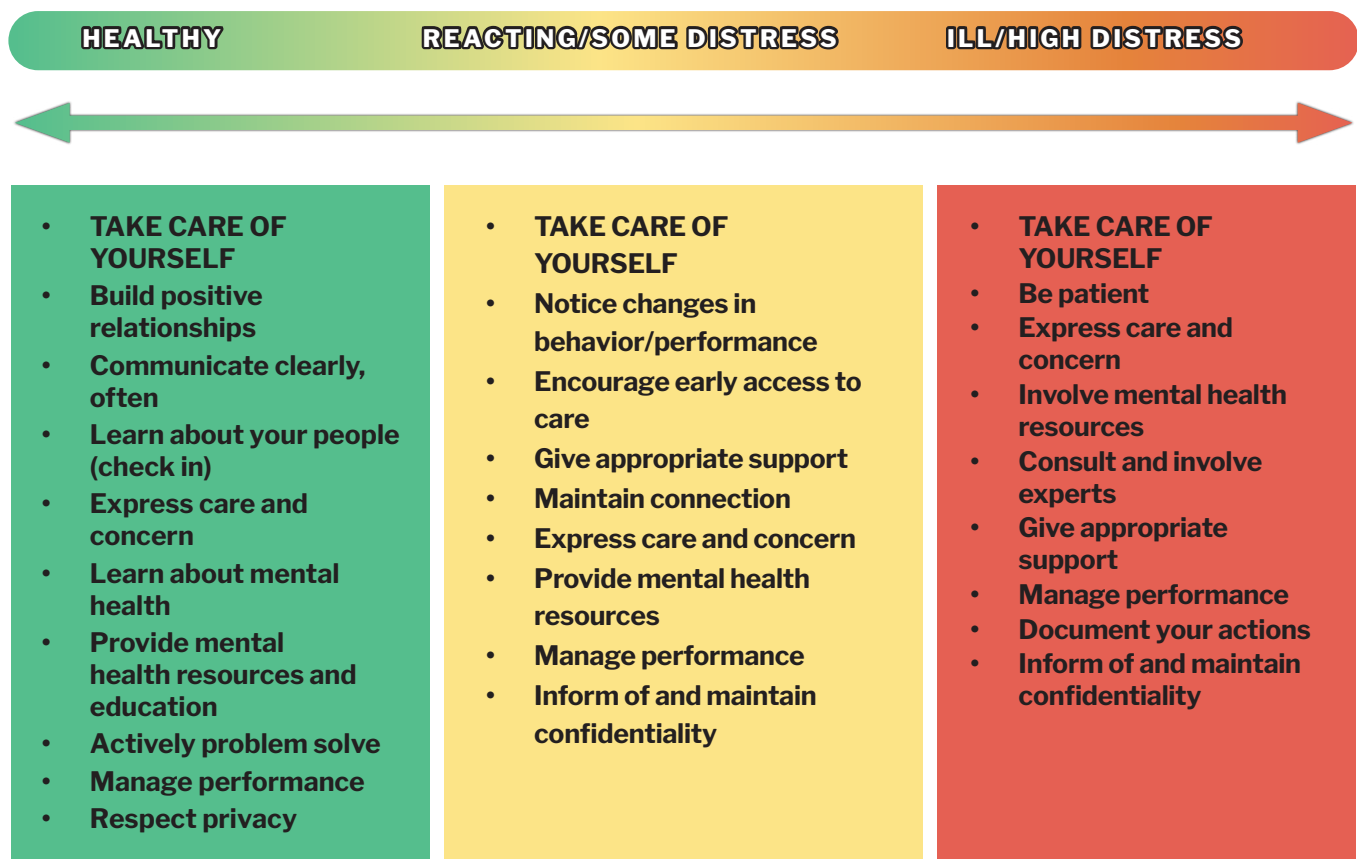 HEALTHY
REACTING/SOME DISTRESS
ILL/HIGH DISTRESS
• TAKE CARE OF
YOURSELF
• Build positive
relationships
• Communicate clearly,
often
• Learn about your people
(check in)
• Express care and
concern
• Learn about mental
health
• Provide mental
health resources and
education
• Actively problem solve
• Manage performance
• Respect privacy
• TAKE CARE OF
YOURSELF
• Notice changes in
behavior/performance
• Encourage early access to
care
• Give appropriate support
• Maintain connection
• Express care and concern
• Provide mental health
resources
• Manage performance
• Inform of and maintain
confidentiality
• TAKE CARE OF
YOURSELF
• Be patient
• Express care and
concern
• Involve mental health
resources
• Consult and involve
experts
• Give appropriate
support
• Manage performance
• Document your actions
• Inform of and maintain
confidentiality